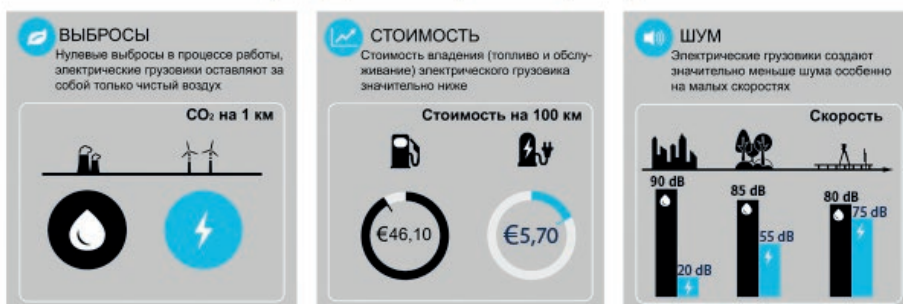 ВЫБРОСЫ
Нулевые выбросы в процессе работы,
электрические грузовики оставляют за
собой только чистый воздух
CO₂ на 1 км
СТОИМОСТЬ
Стоимость владения (топливо и обслу-
живание) электрического грузовика
значительно ниже
Стоимость на 100 км
€46,10
€5,70
ШУМ
Электрические грузовики создают
значительно меньше шума особенно
на малых скоростях
Скорость
90 dB
20 dB
85 dB
55 dB
80 dB
75 dB